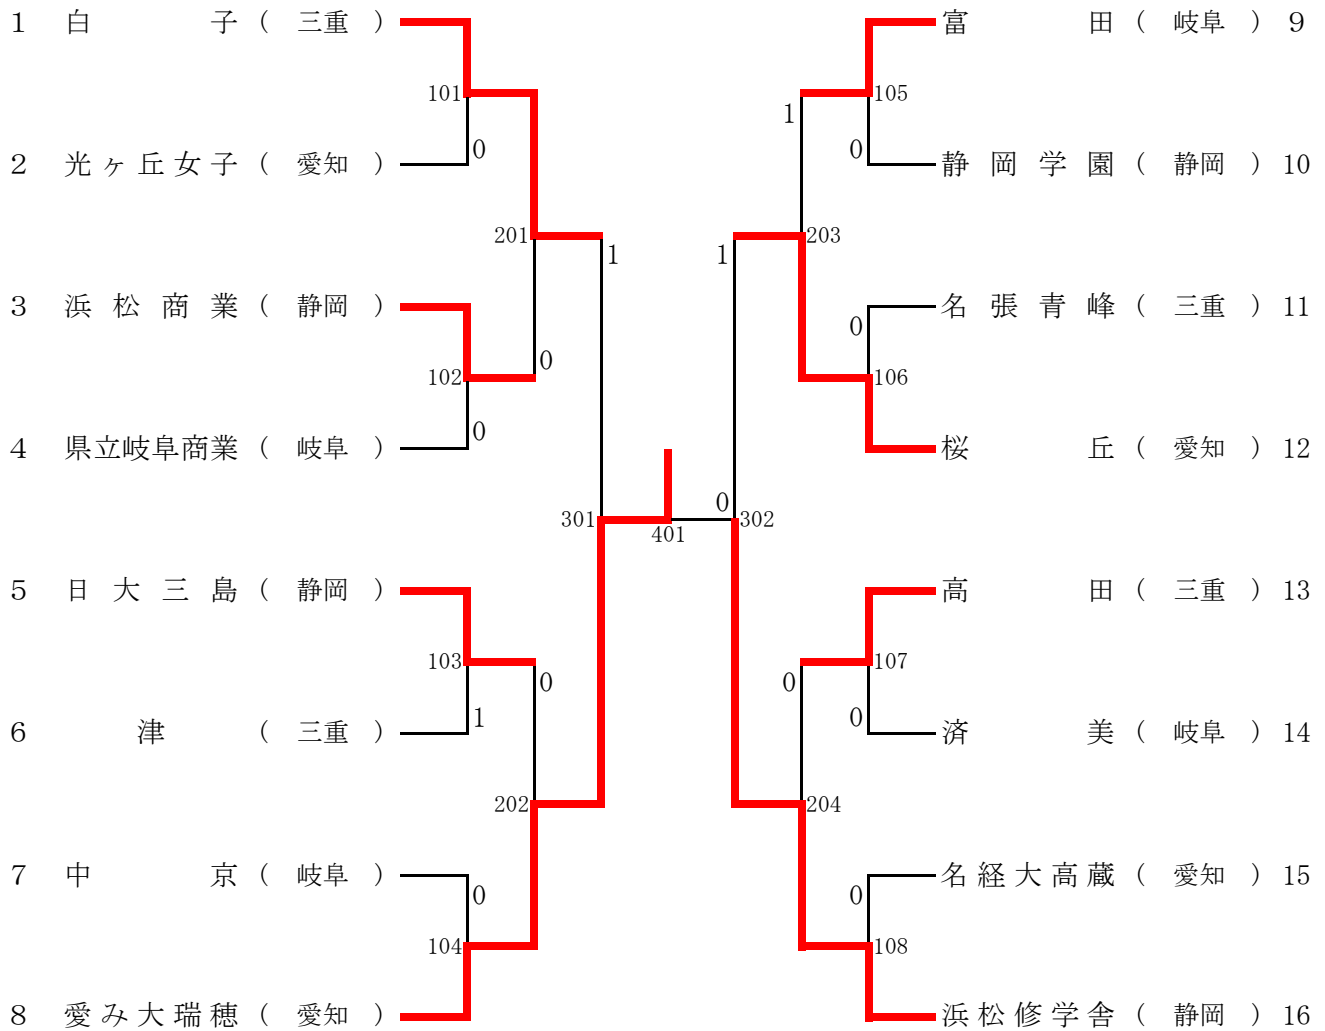 1 白子 ( 三重 )
101
0
2 光ヶ丘女子 ( 愛知 )
201
1
3 浜松商業 ( 静岡 )
0
102
0
4 県立岐阜商業 ( 岐阜 )
301
5 日大三島 ( 静岡 )
103
0
1
6 津 ( 三重 )
202
7 中京 ( 岐阜 )
0
104
8 愛み大瑞穂 ( 愛知 )
401
0
富田 ( 岐阜 ) 9
105
1
0
静岡学園 ( 静岡 ) 10
203
1
名張青峰 ( 三重 ) 11
0
106
桜丘 ( 愛知 ) 12
302
高田 ( 三重 ) 13
107
0
0
済美 ( 岐阜 ) 14
204
名経大高蔵 ( 愛知 ) 15
0
108
浜松修学舎 ( 静岡 ) 16